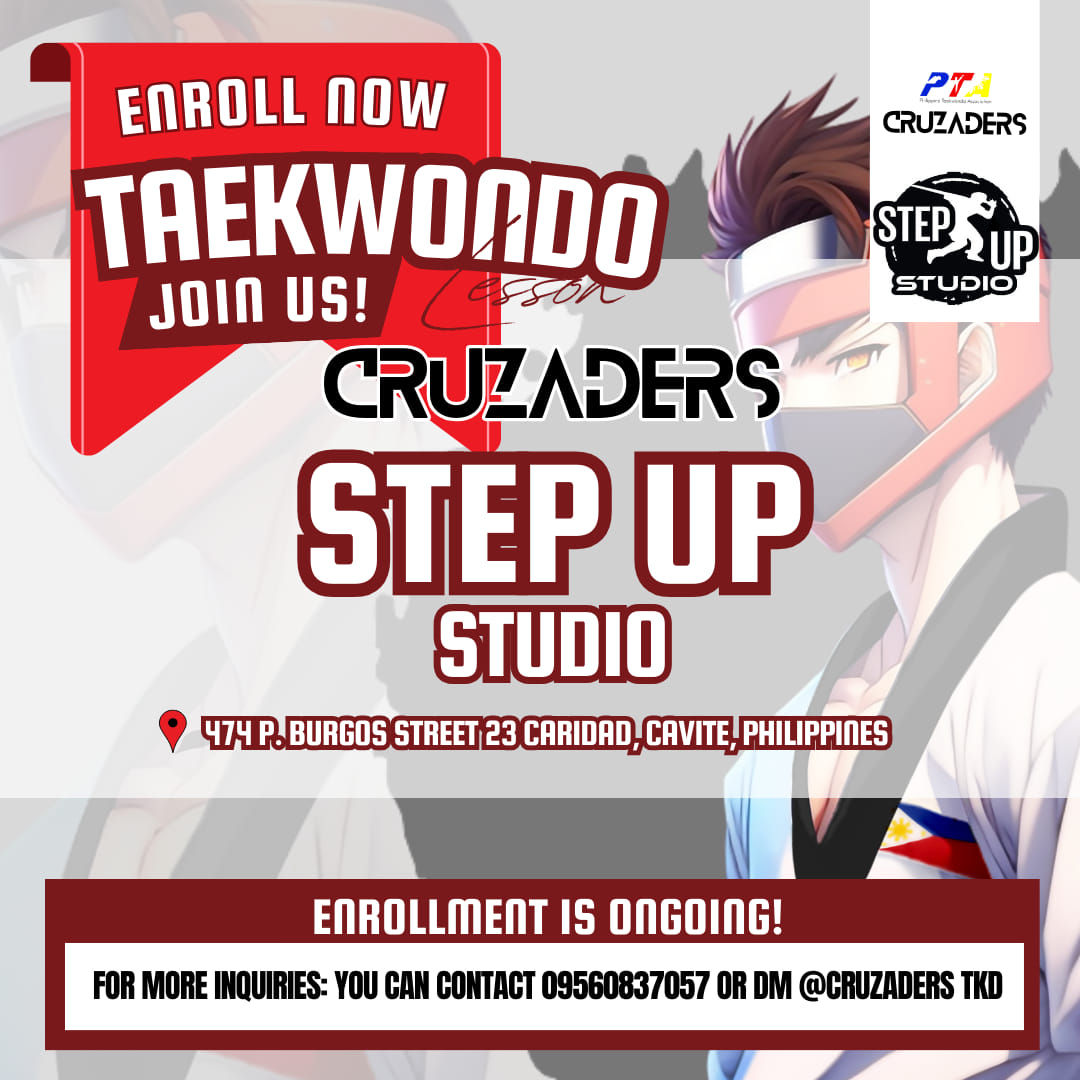 ENROLL NOW
TAEKWONDO
Lesson
JOIN US!
CRUZADERS
STEP UP
STUDIO
474 P. BURGOS STREET 23 CARIDAD, CAVITE, PHILIPPINES
PTA
Philippine Taekwondo Association
CRUZADERS
STEP UP
STUDIO
ENROLLMENT IS ONGOING!
FOR MORE INQUIRIES: YOU CAN CONTACT 09560837057 OR DM @CRUZADERS TKD